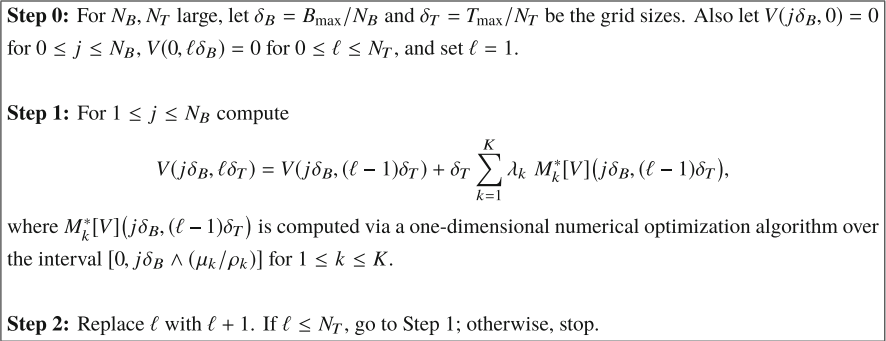 Step 0: For N_B, N_T large, let δ_B = B_max/N_B and δ_T = T_max/N_T be the grid sizes. Also let V(jδ_B, 0) = 0
for 0 ≤ j ≤ N_B, V(0, ℓδ_B) = 0 for 0 ≤ ℓ ≤ N_T, and set ℓ = 1.
Step 1: For 1 ≤ j ≤ N_B compute
V(jδ_B, ℓδ_T) = V(jδ_B, (ℓ − 1)δ_T) + δ_T ∑_{k=1}^{K} λ_k M_k^*[V](jδ_B, (ℓ − 1)δ_T),
where M_k^*[V](jδ_B, (ℓ − 1)δ_T) is computed via a one-dimensional numerical optimization algorithm over
the interval [0, jδ_B ∧ (μ_k/ρ_k)] for 1 ≤ k ≤ K.
Step 2: Replace ℓ with ℓ + 1. If ℓ ≤ N_T, go to Step 1; otherwise, stop.